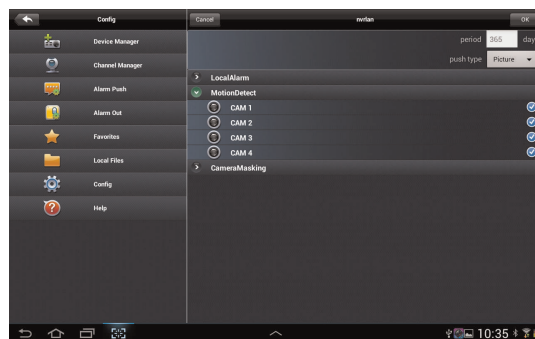 Config
Device Manager
Channel Manager
Alarm Push
Alarm Out
Favorites
Local Files
Config
Help
Cancel nvrlan OK
period 365 day
push type Picture
LocalAlarm
MotionDetect
CAM 1
CAM 2
CAM 3
CAM 4
CameraMasking
10:35